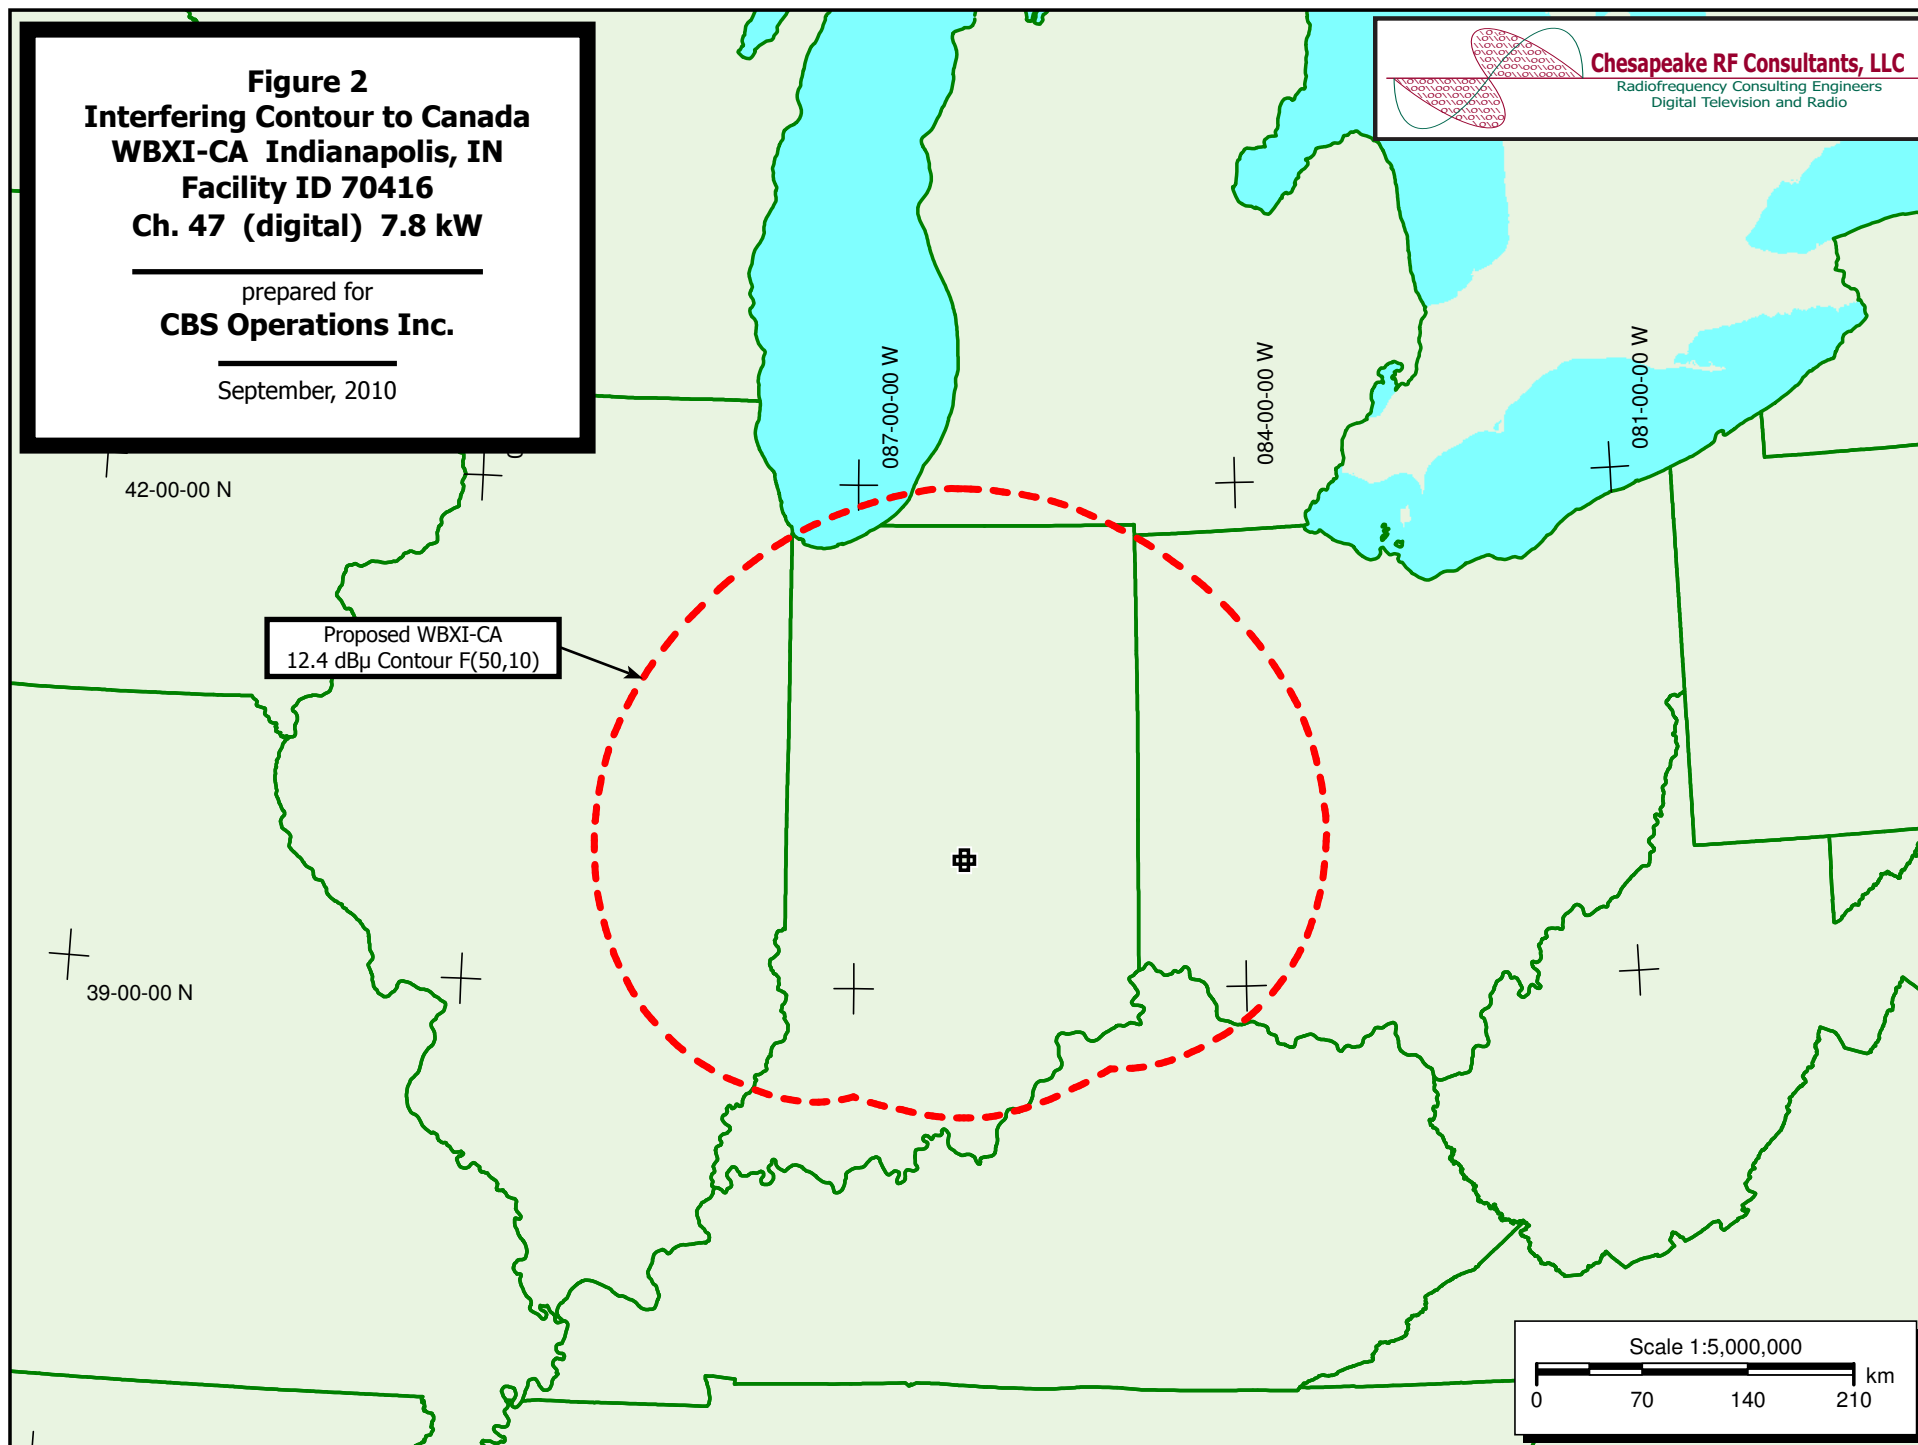 Figure 2
Interfering Contour to Canada
WBXI-CA Indianapolis, IN
Facility ID 70416
Ch. 47 (digital) 7.8 kW
prepared for
CBS Operations Inc.
September, 2010
Chesapeake RF Consultants, LLC
Radiofrequency Consulting Engineers
Digital Television and Radio
087-00-00 W
084-00-00 W
081-00-00 W
42-00-00 N
Proposed WBXI-CA
12.4 dBµ Contour F(50,10)
39-00-00 N
Scale 1:5,000,000
km
0 70 140 210